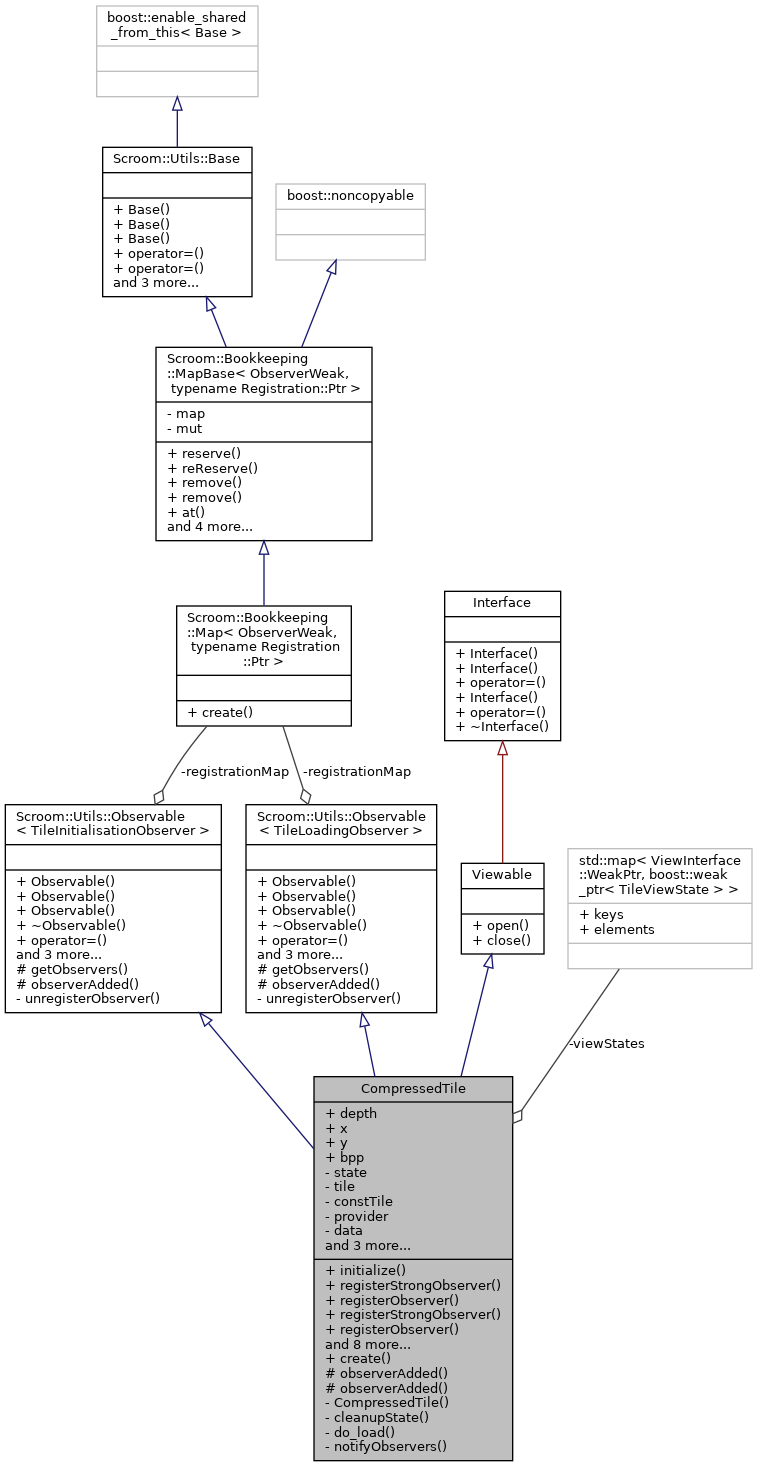 boost::enable_shared
_from_this< Base >
Scroom::Utils::Base
+ Base()
+ Base()
+ Base()
+ operator=()
+ operator=()
and 3 more...
boost::noncopyable
Scroom::Bookkeeping
::MapBase< ObserverWeak,
typename Registration::Ptr >
- map
- mut
+ reserve()
+ reReserve()
+ remove()
+ remove()
+ at()
and 4 more...
Scroom::Bookkeeping
::Map< ObserverWeak,
typename Registration
::Ptr >
+ create()
Interface
+ Interface()
+ Interface()
+ operator=()
+ Interface()
+ operator=()
+ ~Interface()
-registrationMap
-registrationMap
Scroom::Utils::Observable
< TileInitialisationObserver >
+ Observable()
+ Observable()
+ Observable()
+ ~Observable()
+ operator=()
and 3 more...
# getObservers()
# observerAdded()
- unregisterObserver()
Scroom::Utils::Observable
< TileLoadingObserver >
+ Observable()
+ Observable()
+ Observable()
+ ~Observable()
+ operator=()
and 3 more...
# getObservers()
# observerAdded()
- unregisterObserver()
Viewable
+ open()
+ close()
std::map< ViewInterface
::WeakPtr, boost::weak
_ptr< TileViewState > >
+ keys
+ elements
-viewStates
CompressedTile
+ depth
+ x
+ y
+ bpp
- state
- tile
- constTile
- provider
- data
and 3 more...
+ initialize()
+ registerStrongObserver()
+ registerObserver()
+ registerStrongObserver()
+ registerObserver()
and 8 more...
+ create()
# observerAdded()
# observerAdded()
- CompressedTile()
- cleanupState()
- do_load()
- notifyObservers()